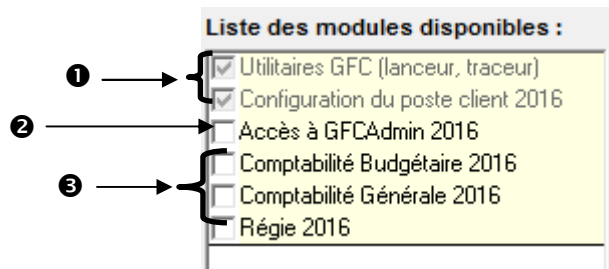 Liste des modules disponibles :
❶ Utilitaires GFC (lanceur, traceur)
Configuration du poste client 2016
❷ Accès à GFCAdmin 2016
Comptabilité Budgétaire 2016
❸ Comptabilité Générale 2016
Régie 2016